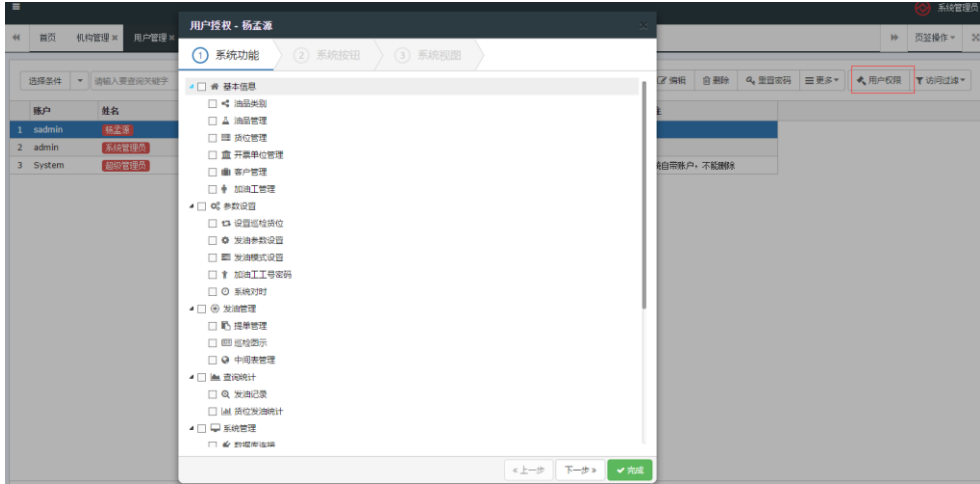 系统管理员
首页 机构管理 用户管理 页签操作
用户授权 - 杨孟源
1 系统功能 2 系统按钮 3 系统视图
选择条件 请输入要查询关键字 编辑 删除 重置密码 更多 用户权限 访问过滤
账户 姓名
1 sadmin 杨孟源
2 admin 系统管理员
3 System 超级管理员 统自带账户，不能删除
基本信息
油品类别
油品管理
货位管理
开票单位管理
客户管理
加油工管理
参数设置
设置巡检货位
发油参数设置
发油模式设置
加油工工号密码
系统对时
发油管理
提单管理
巡检图示
中间表管理
查询统计
发油记录
货位发油统计
系统管理
数据库连接
«上一步 下一步» 完成